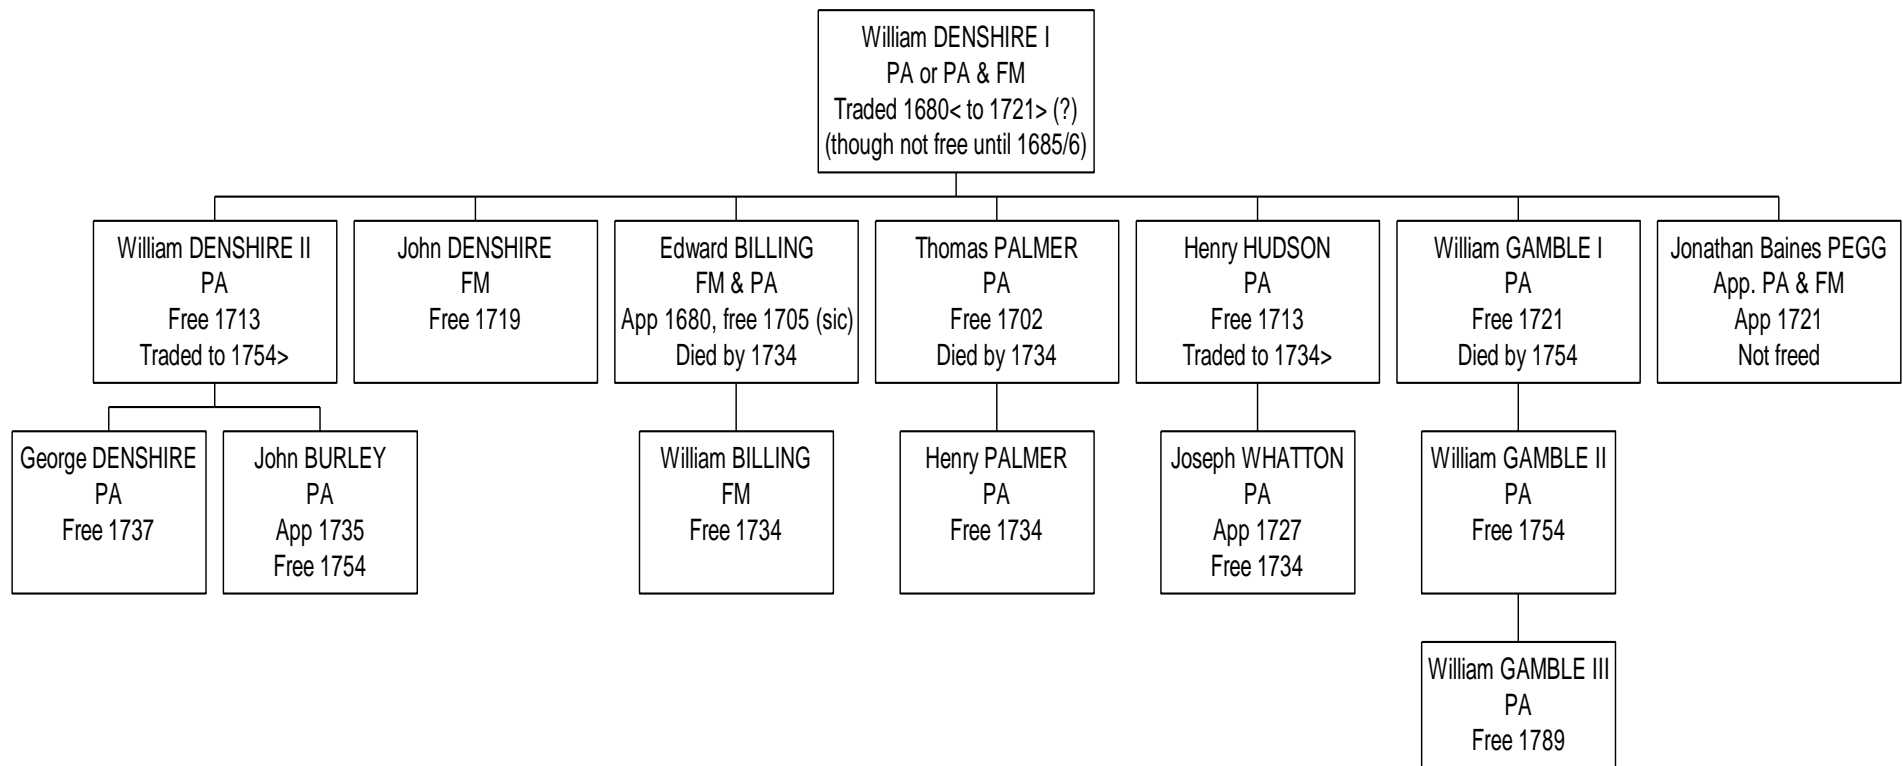 William DENSHIRE I
PA or PA & FM
Traded 1680< to 1721> (?)
(though not free until 1685/6)
William DENSHIRE II
PA
Free 1713
Traded to 1754>
John DENSHIRE
FM
Free 1719
Edward BILLING
FM & PA
App 1680, free 1705 (sic)
Died by 1734
Thomas PALMER
PA
Free 1702
Died by 1734
Henry HUDSON
PA
Free 1713
Traded to 1734>
William GAMBLE I
PA
Free 1721
Died by 1754
Jonathan Baines PEGG
App. PA & FM
App 1721
Not freed
George DENSHIRE
PA
Free 1737
John BURLEY
PA
App 1735
Free 1754
William BILLING
FM
Free 1734
Henry PALMER
PA
Free 1734
Joseph WHATTON
PA
App 1727
Free 1734
William GAMBLE II
PA
Free 1754
William GAMBLE III
PA
Free 1789